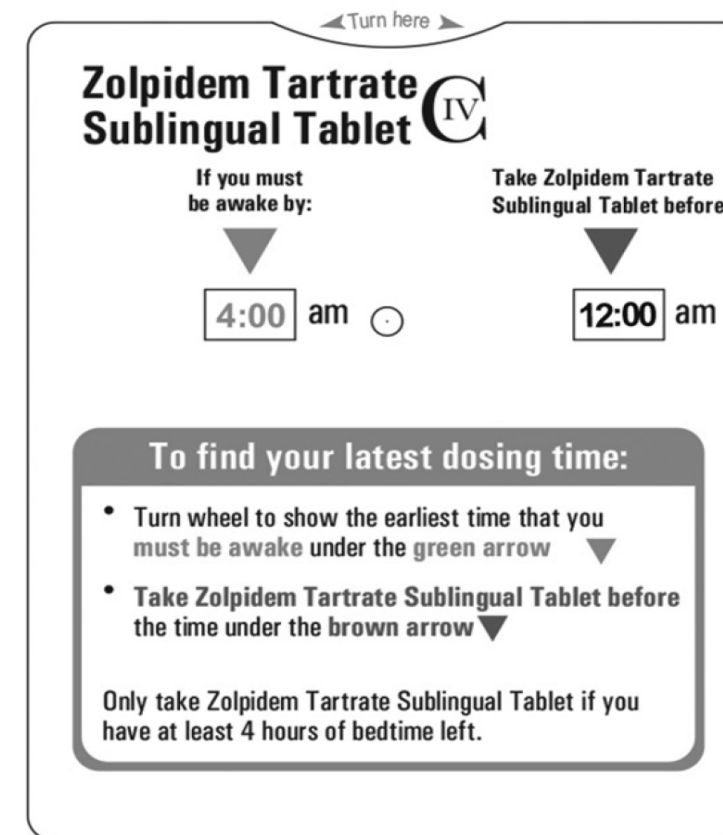 Turn here
Zolpidem Tartrate
Sublingual Tablet CIV
If you must
be awake by:
4:00 am
Take Zolpidem Tartrate
Sublingual Tablet before
12:00 am
To find your latest dosing time:
• Turn wheel to show the earliest time that you
must be awake under the green arrow
• Take Zolpidem Tartrate Sublingual Tablet before
the time under the brown arrow
Only take Zolpidem Tartrate Sublingual Tablet if you
have at least 4 hours of bedtime left.